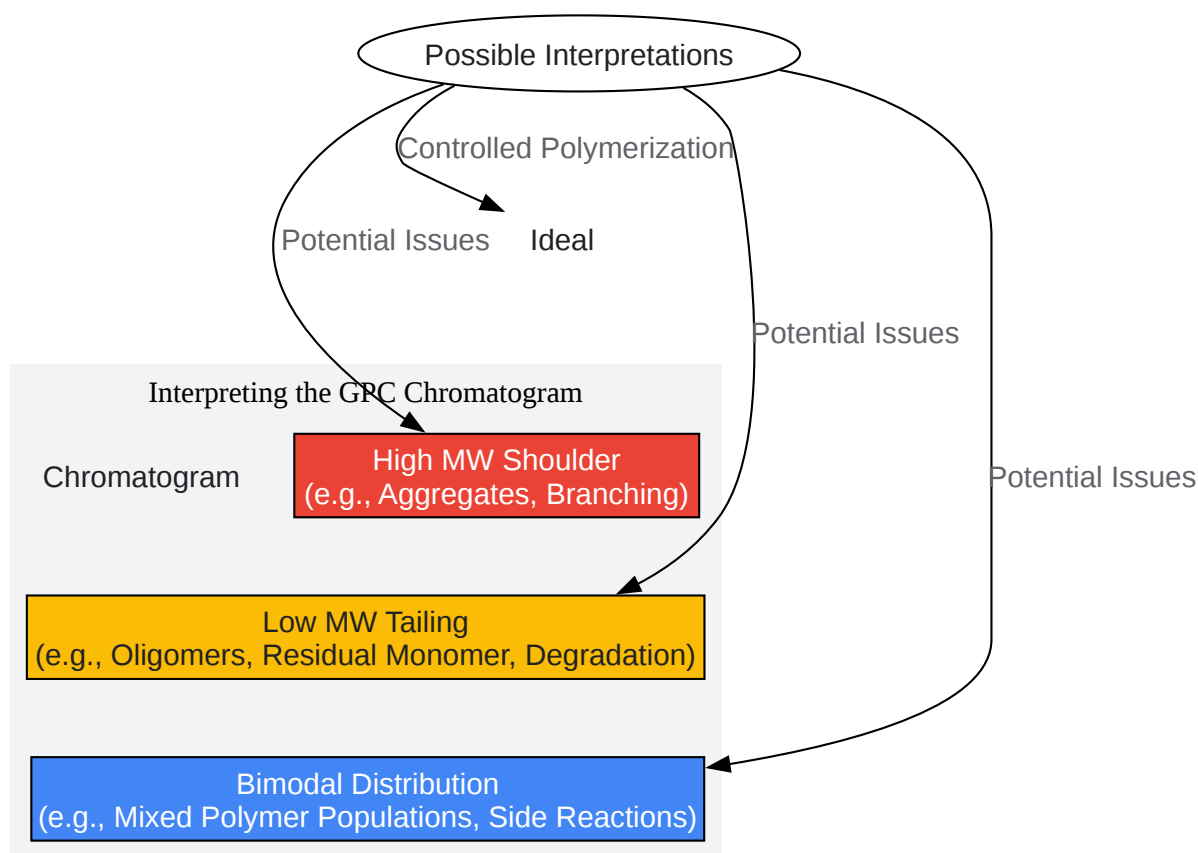 Possible Interpretations
Controlled Polymerization
Potential Issues
Ideal
Potential Issues
Interpreting the GPC Chromatogram
High MW Shoulder
(e.g., Aggregates, Branching)
Chromatogram
Potential Issues
Low MW Tailing
(e.g., Oligomers, Residual Monomer, Degradation)
Bimodal Distribution
(e.g., Mixed Polymer Populations, Side Reactions)